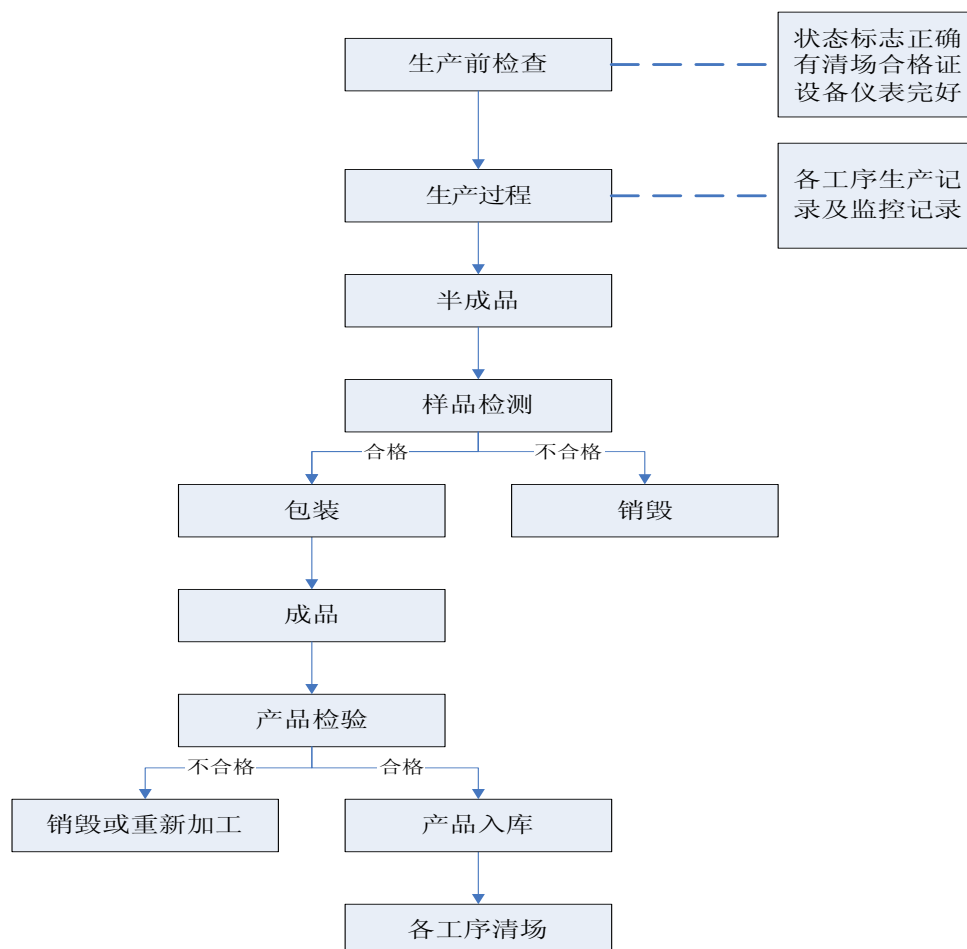 生产前检查
状态标志正确
有清场合格证
设备仪表完好
生产过程
各工序生产记
录及监控记录
半成品
样品检测
合格
不合格
包装
销毁
成品
产品检验
不合格
合格
销毁或重新加工
产品入库
各工序清场